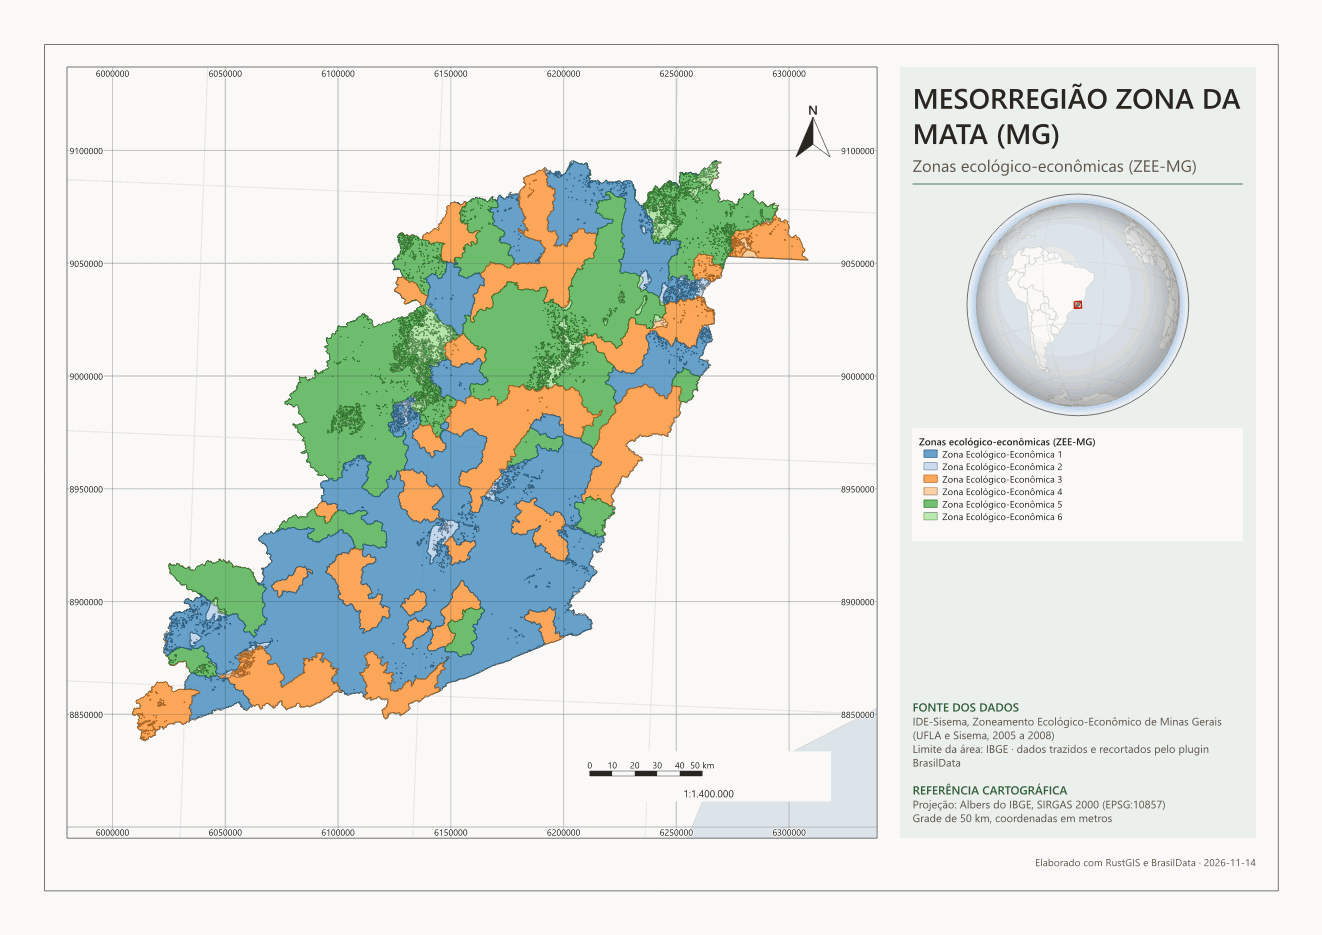 6000000 6050000 6100000 6150000 6200000 6250000 6300000
N
9100000 9100000
9050000 9050000
9000000 9000000
8950000 8950000
8900000 8900000
8850000 8850000
0 10 20 30 40 50 km
1:1.400.000
6000000 6050000 6100000 6150000 6200000 6250000 6300000
MESORREGIÃO ZONA DA
MATA (MG)
Zonas ecológico-econômicas (ZEE-MG)
Zonas ecológico-econômicas (ZEE-MG)
Zona Ecológico-Econômica 1
Zona Ecológico-Econômica 2
Zona Ecológico-Econômica 3
Zona Ecológico-Econômica 4
Zona Ecológico-Econômica 5
Zona Ecológico-Econômica 6
FONTE DOS DADOS
IDE-Sisema, Zoneamento Ecológico-Econômico de Minas Gerais
(UFLA e Sisema, 2005 a 2008)
Limite da área: IBGE · dados trazidos e recortados pelo plugin
BrasilData
REFERÊNCIA CARTOGRÁFICA
Projeção: Albers do IBGE, SIRGAS 2000 (EPSG:10857)
Grade de 50 km, coordenadas em metros
Elaborado com RustGIS e BrasilData · 2026-11-14